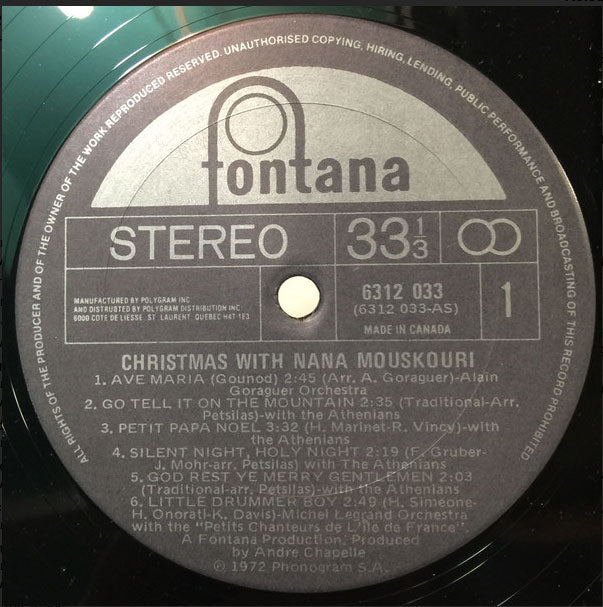 ALL RIGHTS OF THE PRODUCER AND OF THE OWNER OF THE WORK REPRODUCED RESERVED. UNAUTHORISED COPYING, HIRING, LENDING, PUBLIC PERFORMANCE AND BROADCASTING OF THIS RECORD PROHIBITED
fontana
STEREO
33 1/3
MANUFACTURED BY POLYGRAM INC
AND DISTRIBUTED BY POLYGRAM DISTRIBUTION INC
6000 COTE DE LIESSE, ST. LAURENT, QUEBEC H4T 1E3
6312 033
(6312 033-AS)
MADE IN CANADA
1
CHRISTMAS WITH NANA MOUSKOURI
1. AVE MARIA (Gounod) 2:45 (Arr. A. Goraguer)-Alain
Goraguer Orchestra
2. GO TELL IT ON THE MOUNTAIN 2:35 (Traditional-Arr.
Petsilas)-with the Athenians
3. PETIT PAPA NOEL 3:32 (H. Marinet-R. Vincy)-with
the Athenians
4. SILENT NIGHT, HOLY NIGHT 2:19 (F. Gruber-
J. Mohr-arr. Petsilas) with The Athenians
5. GOD REST YE MERRY GENTLEMEN 2:03
(Traditional-arr. Petsilas)-with the Athenians
6. LITTLE DRUMMER BOY 2:49 (H. Simeone-
H. Onorati-K. Davis)-Michel Legrand Orchestra
with the "Petits Chanteurs de L'ile de France".
A Fontana Production, Produced
by Andre Chapelle
℗ 1972 Phonogram S.A.